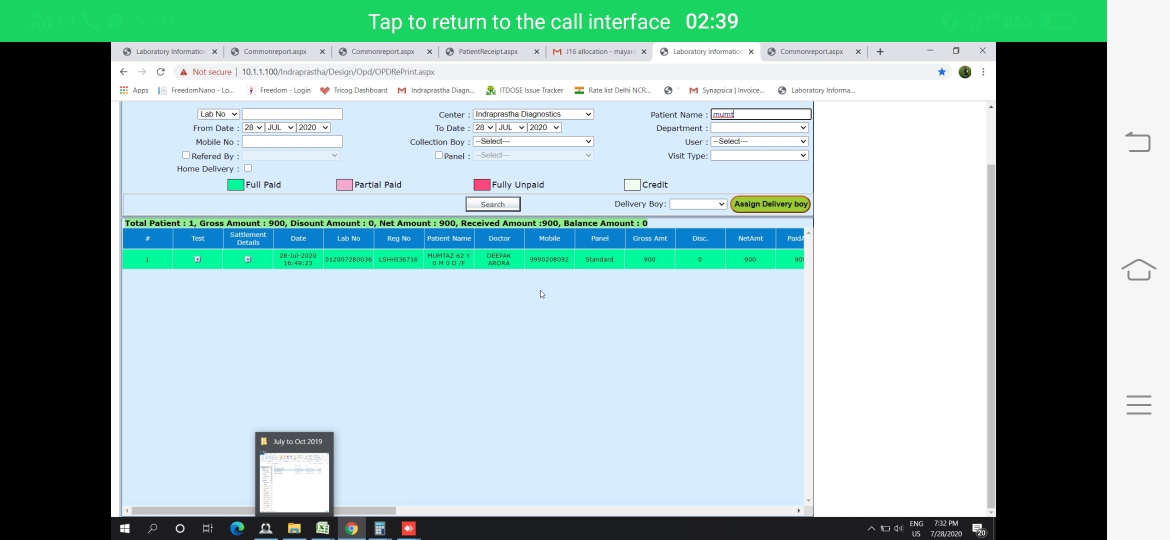 Tap to return to the call interface 02:39
Laboratory Information Commonreport.aspx Commonreport.aspx PatientReceipt.aspx J16 allocation - mayan Laboratory Informatio Commonreport.aspx
Not secure | 10.1.1.100/Indraprastha/Design/Opd/OPDRePrint.aspx
Apps FreedomNano - Lo... Freedom - Login Tricog Dashboard Indraprastha Diagn... ITDOSE Issue Tracker Rate list Delhi NCR... Synapsica | Invoice... Laboratory Informa...
Lab No Center : Indraprastha Diagnostics Patient Name : mumt
From Date : 28 JUL 2020 To Date : 28 JUL 2020 Department :
Mobile No : Collection Boy : --Select--- User : --Select---
Refered By : Panel : --Select--- Visit Type:
Home Delivery :
Full Paid Partial Paid Fully Unpaid Credit
Search Delivery Boy: Assign Delivery boy
Total Patient : 1, Gross Amount : 900, Disount Amount : 0, Net Amount : 900, Received Amount :900, Balance Amount : 0
# Test Sattlement Details Date Lab No Reg No Patient Name Doctor Mobile Panel Gross Amt Disc. NetAmt PaidA
1 28-Jul-2020 16:49:23 012007280036 LSHHI36716 MUMTAZ 62 Y 0 M 0 D /F DEEPAK ARORA 9990208092 Standard 900 0 900 90
July to Oct 2019
ENG 7:32 PM
US 7/28/2020 20